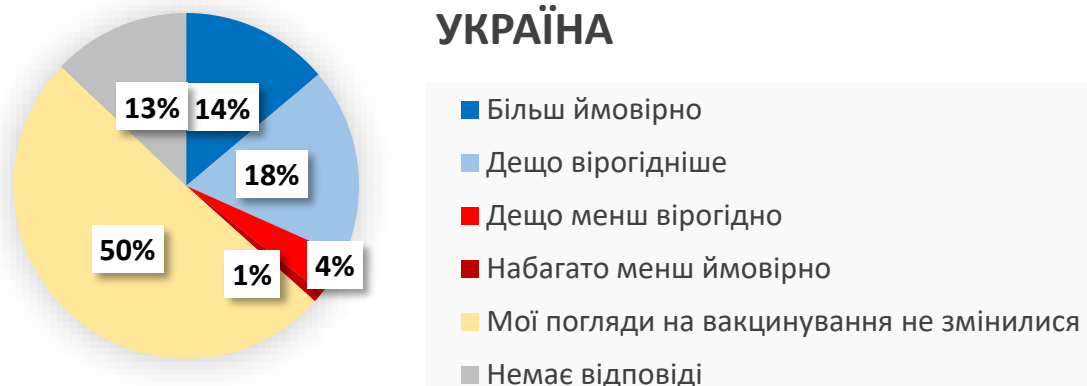 УКРАЇНА
13%
14%
18%
50%
1%
4%
Більш ймовірно
Дещо вірогідніше
Дещо менш вірогідно
Набагато менш ймовірно
Мої погляди на вакцинування не змінилися
Немає відповіді